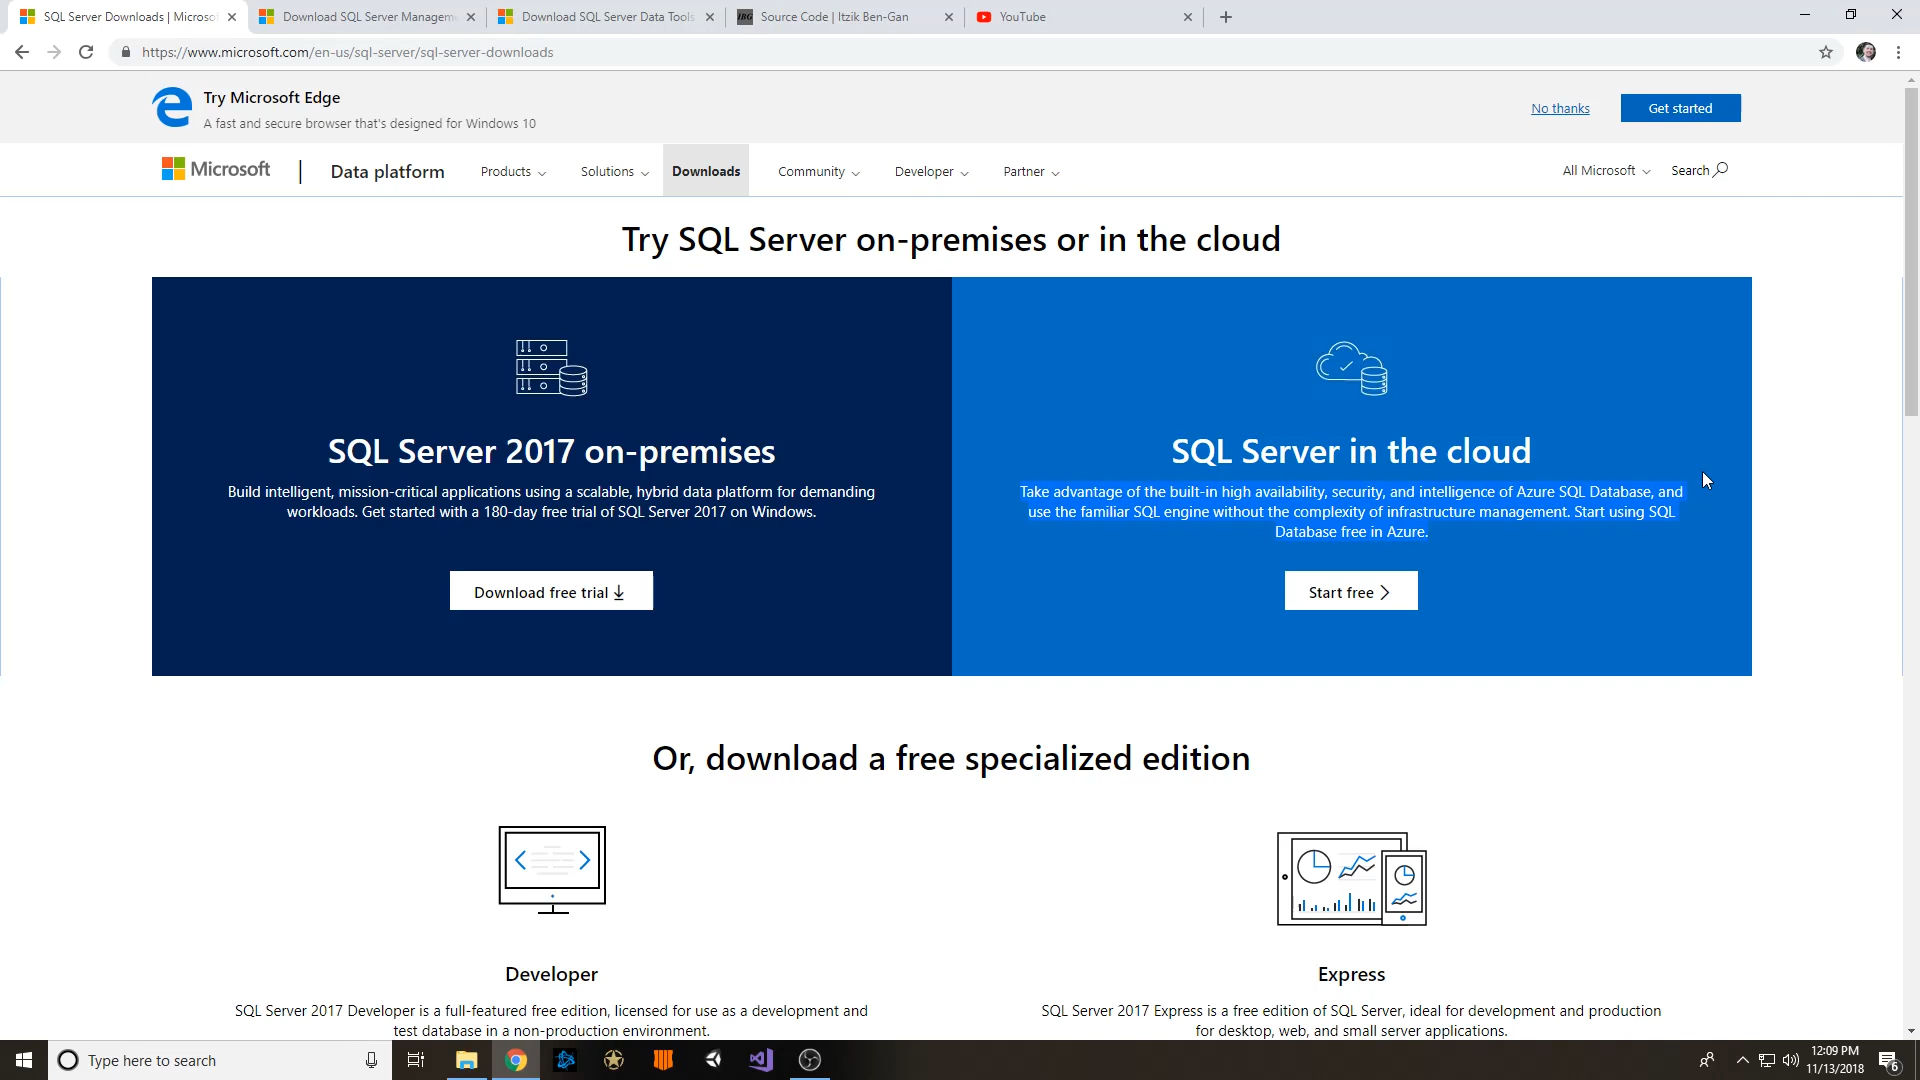 SQL Server Downloads | Microsof
Download SQL Server Managem
Download SQL Server Data Tools
IBG
Source Code | Itzik Ben-Gan
YouTube
https://www.microsoft.com/en-us/sql-server/sql-server-downloads
Try Microsoft Edge
A fast and secure browser that's designed for Windows 10
No thanks
Get started
Microsoft
Data platform
Products
Solutions
Downloads
Community
Developer
Partner
All Microsoft
Search
Try SQL Server on-premises or in the cloud
SQL Server 2017 on-premises
Build intelligent, mission-critical applications using a scalable, hybrid data platform for demanding
workloads. Get started with a 180-day free trial of SQL Server 2017 on Windows.
Download free trial
SQL Server in the cloud
Take advantage of the built-in high availability, security, and intelligence of Azure SQL Database, and
use the familiar SQL engine without the complexity of infrastructure management. Start using SQL
Database free in Azure.
Start free
Or, download a free specialized edition
Developer
SQL Server 2017 Developer is a full-featured free edition, licensed for use as a development and
test database in a non-production environment.
Express
SQL Server 2017 Express is a free edition of SQL Server, ideal for development and production
for desktop, web, and small server applications.
Type here to search
12:09 PM
11/13/2018
6